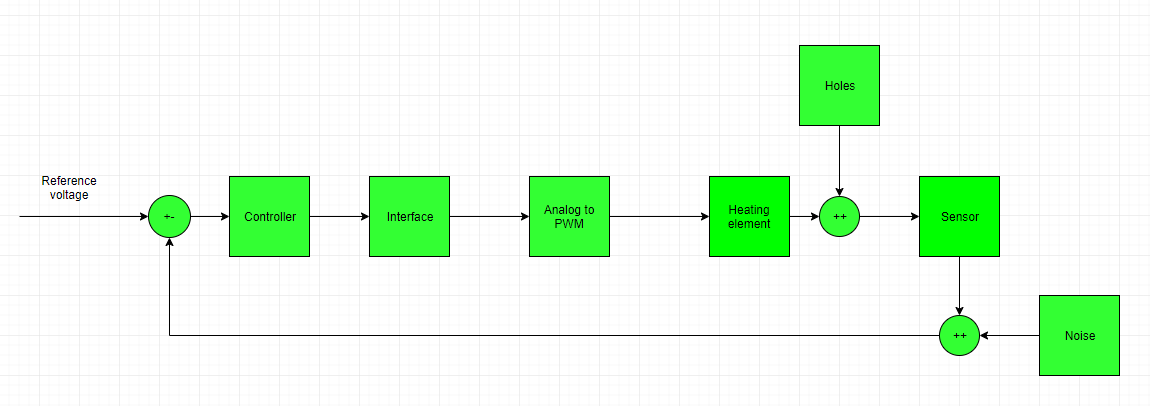 Holes
Reference
voltage
+-
Controller
Interface
Analog to
PWM
Heating
element
++
Sensor
++
Noise